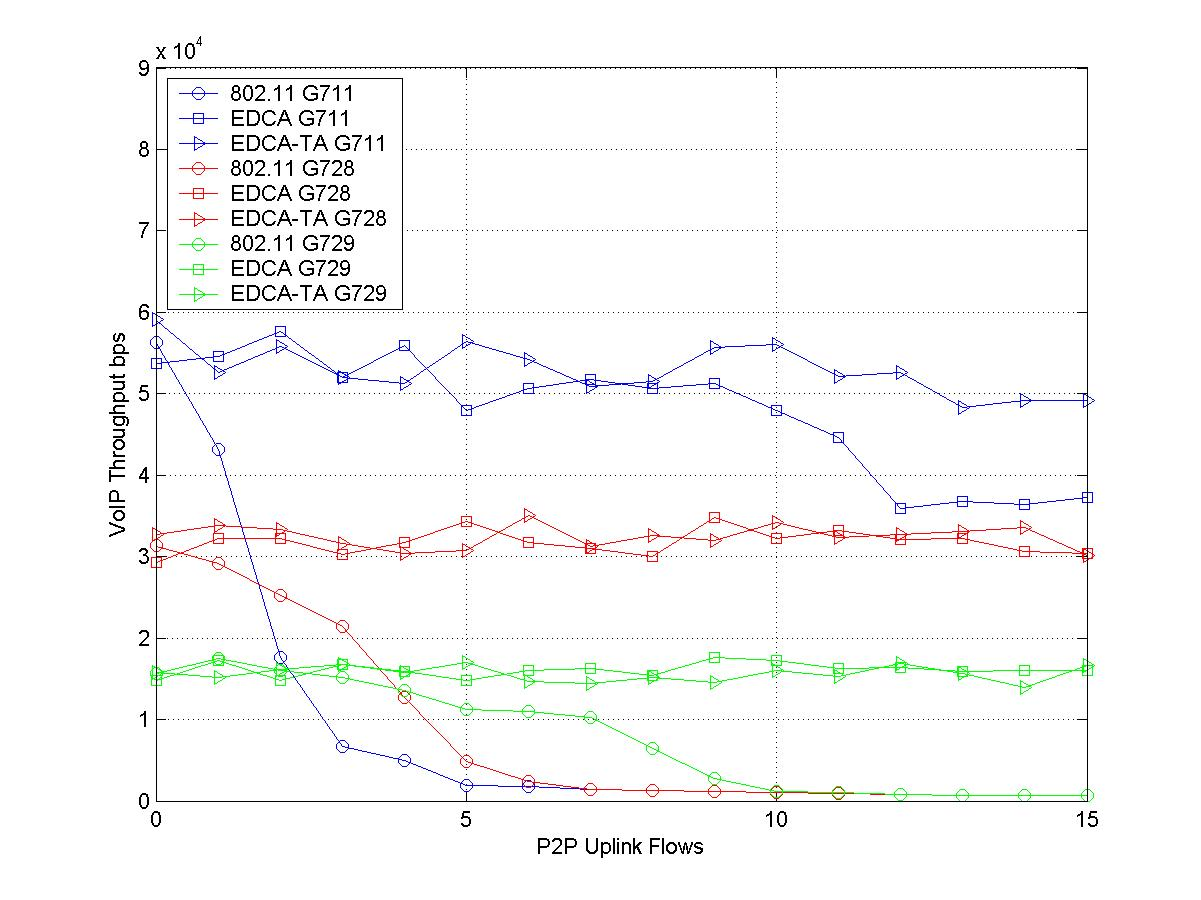 x 10^4
9
8
7
6
5
4
3
2
1
0
VoIP Throughput bps
802.11 G711
EDCA G711
EDCA-TA G711
802.11 G728
EDCA G728
EDCA-TA G728
802.11 G729
EDCA G729
EDCA-TA G729
0 5 10 15
P2P Uplink Flows